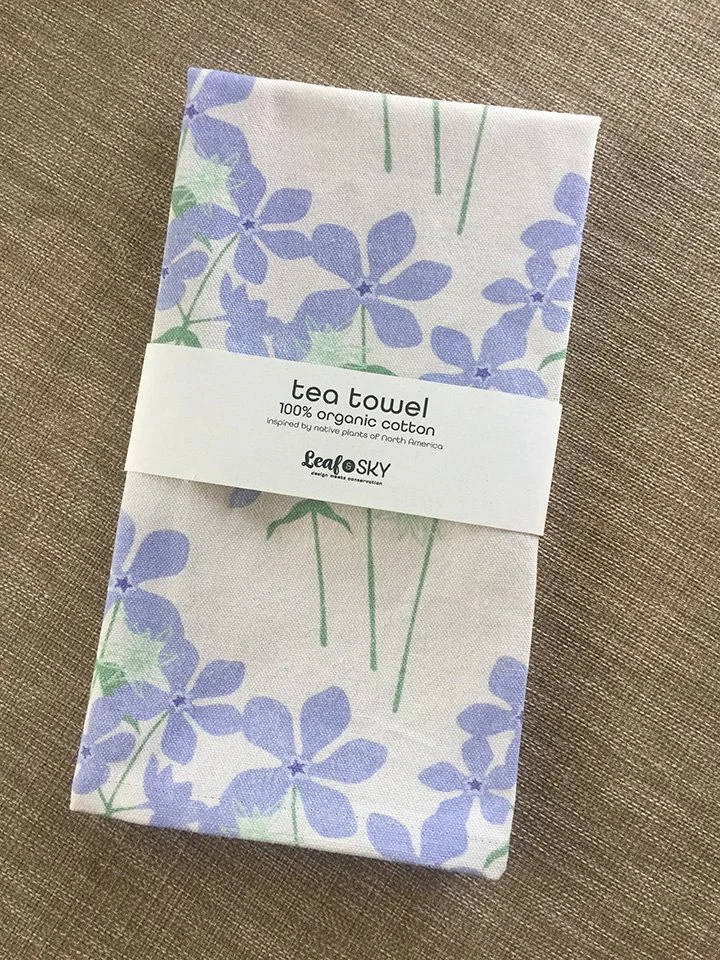 tea towel
100% organic cotton
inspired by native plants of North America
Leaf & SKY
design meets conservation